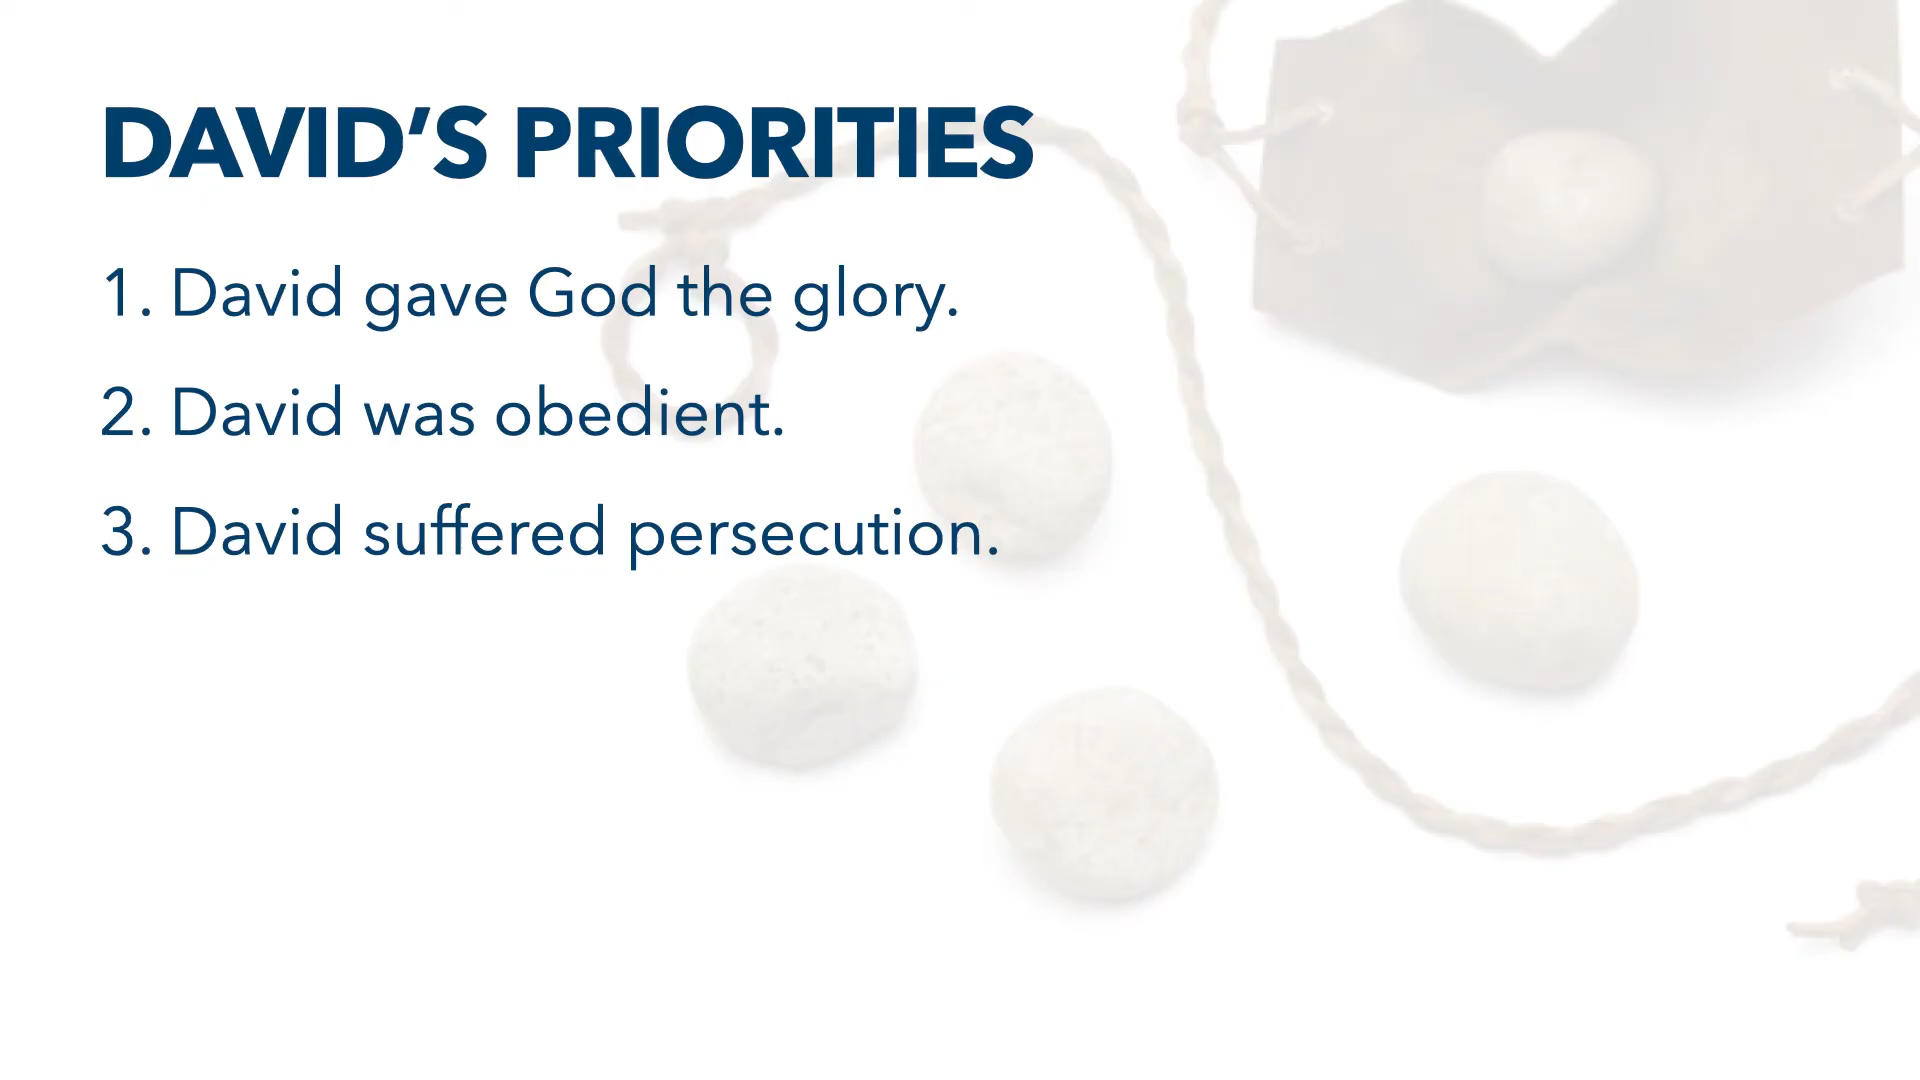 DAVID’S PRIORITIES
1. David gave God the glory.
2. David was obedient.
3. David suffered persecution.